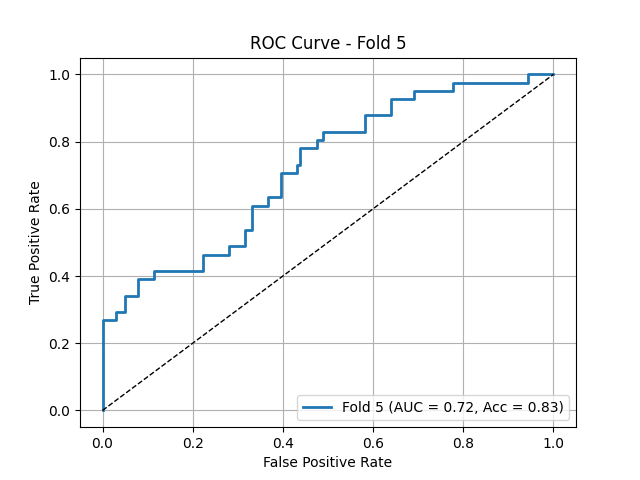 ROC Curve - Fold 5
True Positive Rate
1.0
0.8
0.6
0.4
0.2
0.0
Fold 5 (AUC = 0.72, Acc = 0.83)
0.0 0.2 0.4 0.6 0.8 1.0
False Positive Rate